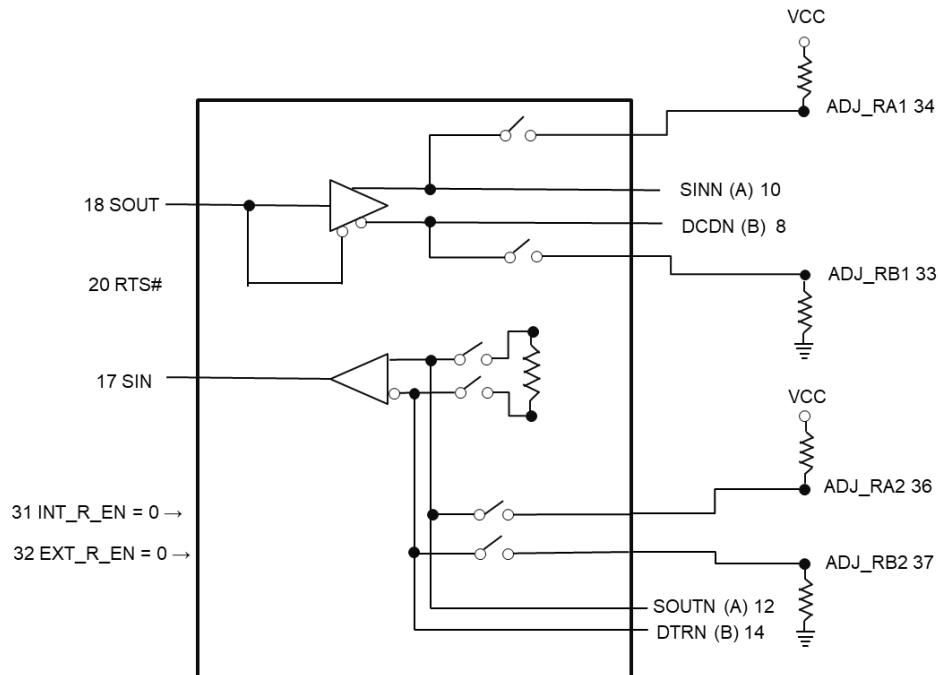 VCC
ADJ_RA1 34
SINN (A) 10
18 SOUT
DCDN (B) 8
20 RTS#
ADJ_RB1 33
17 SIN
VCC
ADJ_RA2 36
31 INT_R_EN = 0 →
32 EXT_R_EN = 0 →
ADJ_RB2 37
SOUTN (A) 12
DTRN (B) 14